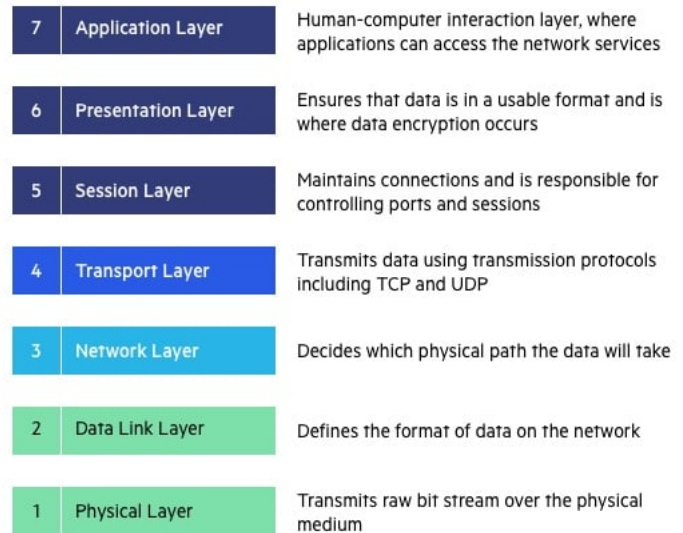 7 Application Layer
Human-computer interaction layer, where
applications can access the network services
6 Presentation Layer
Ensures that data is in a usable format and is
where data encryption occurs
5 Session Layer
Maintains connections and is responsible for
controlling ports and sessions
4 Transport Layer
Transmits data using transmission protocols
including TCP and UDP
3 Network Layer
Decides which physical path the data will take
2 Data Link Layer
Defines the format of data on the network
1 Physical Layer
Transmits raw bit stream over the physical
medium